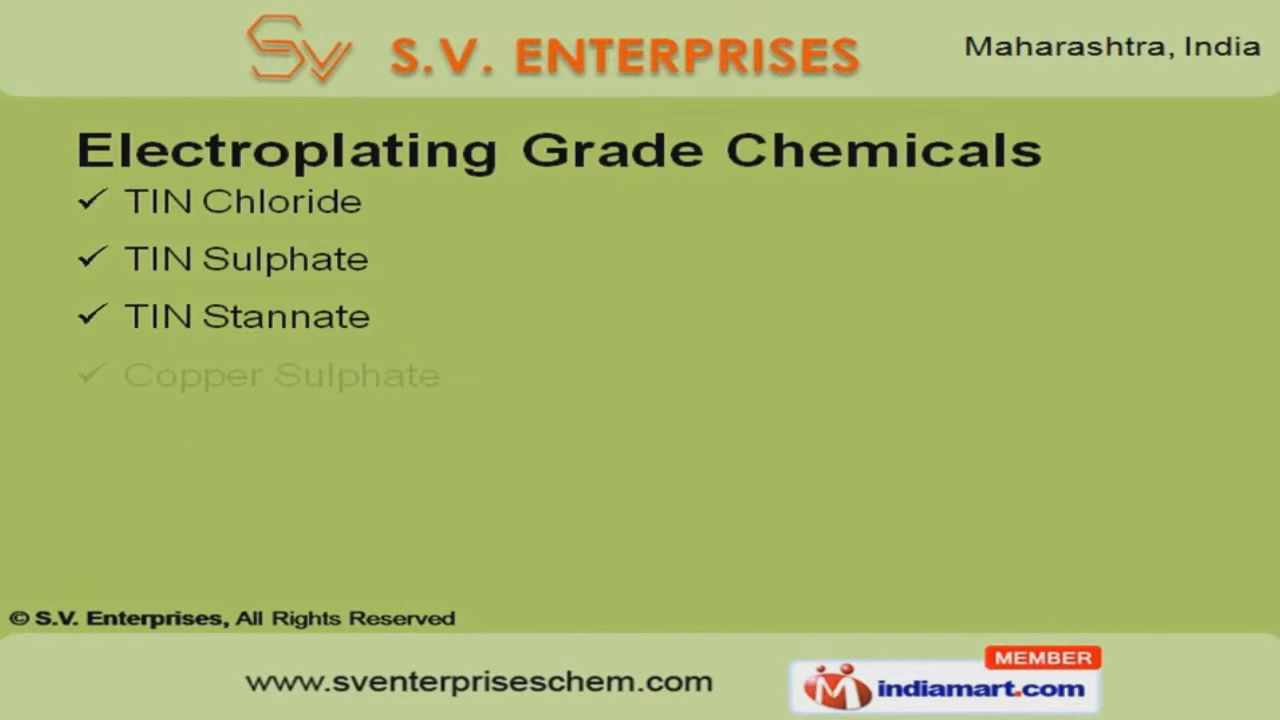 SV S.V. ENTERPRISES
Maharashtra, India
Electroplating Grade Chemicals
✓ TIN Chloride
✓ TIN Sulphate
✓ TIN Stannate
✓ Copper Sulphate
© S.V. Enterprises, All Rights Reserved
www.sventerpriseschem.com
MEMBER
indiamart.com